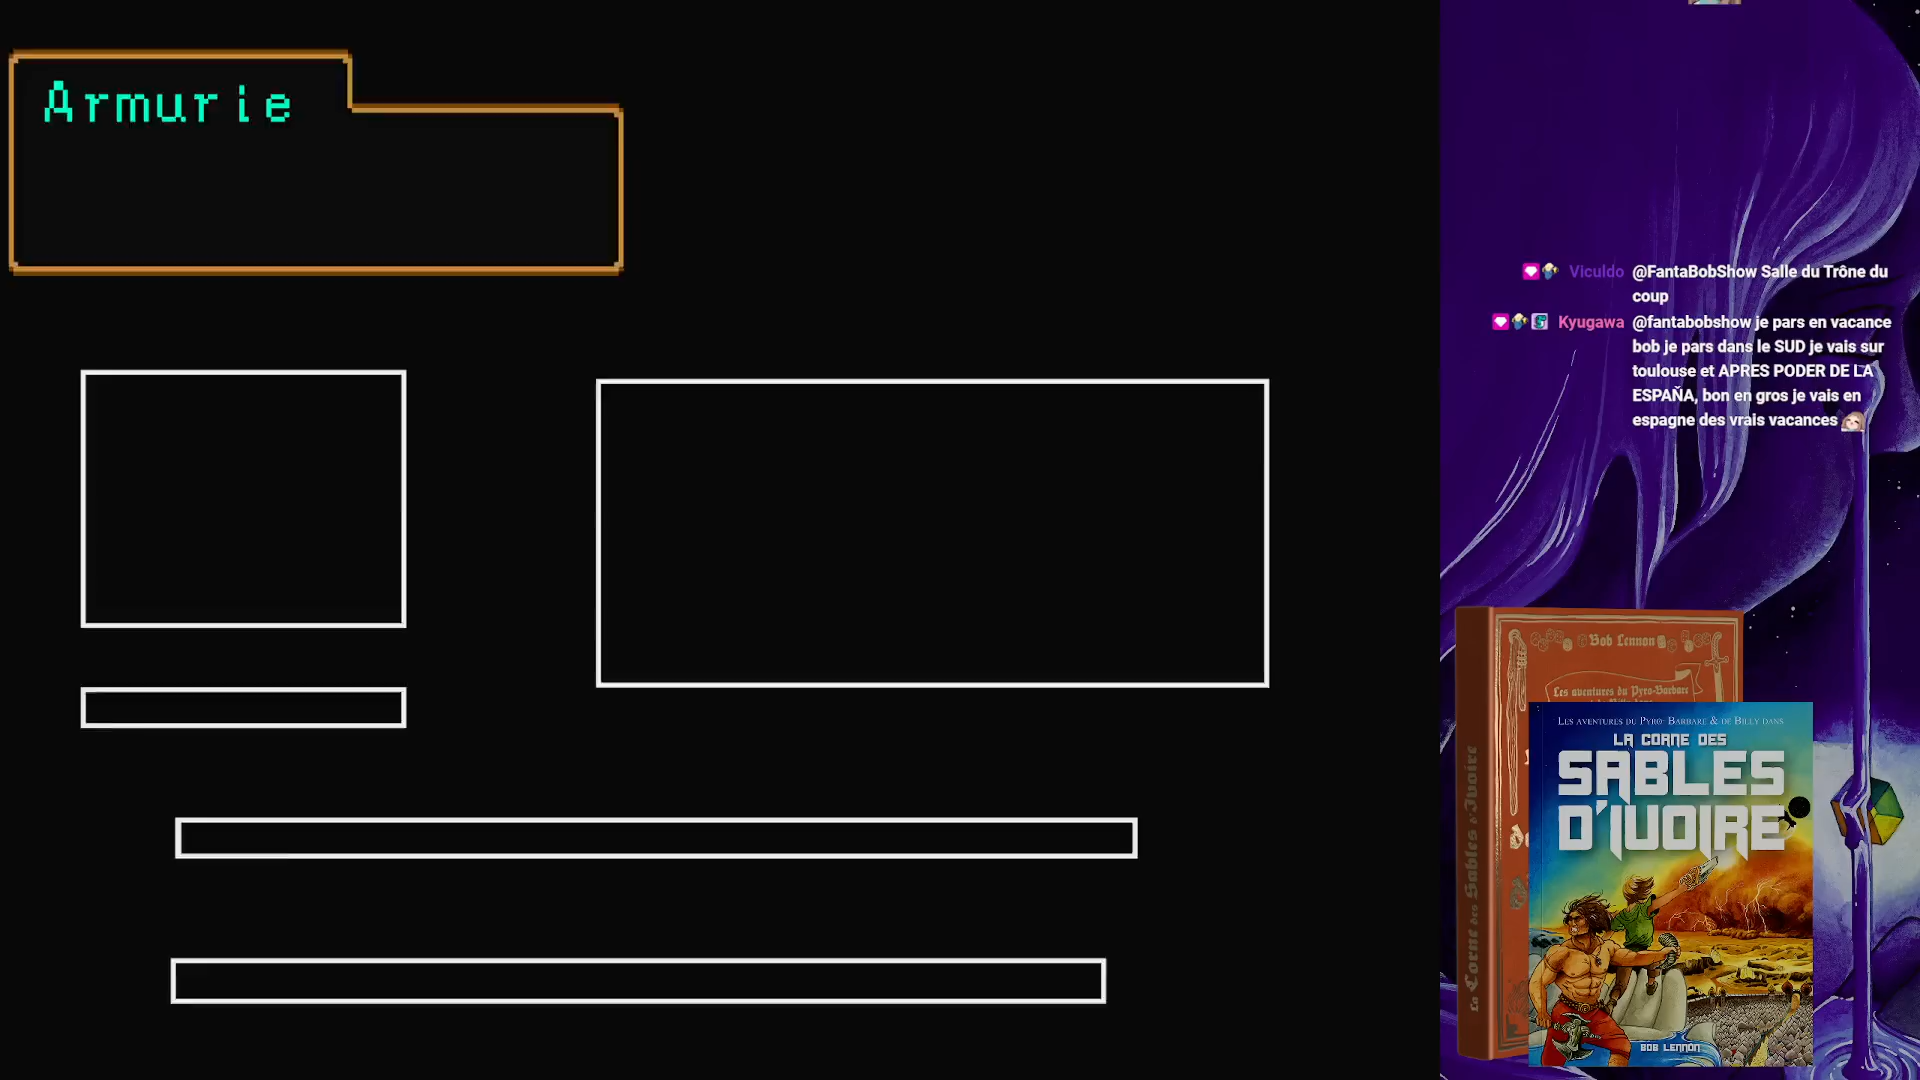 Armurie
Viculdo @FantaBobShow Salle du Trône du
coup
Kyugawa @fantabobshow je pars en vacance
bob je pars dans le SUD je vais sur
toulouse et APRES PODER DE LA
ESPAÑA, bon en gros je vais en
espagne des vrais vacances
Bob Lennon
Les aventures du Pyro-Barbare
La Corne des Sables d'Ivoire
LES AVENTURES DU PYRO-BARBARE & DE BILLY DANS
LA CORNE DES
SABLES
D'IVOIRE
BOB LENNON